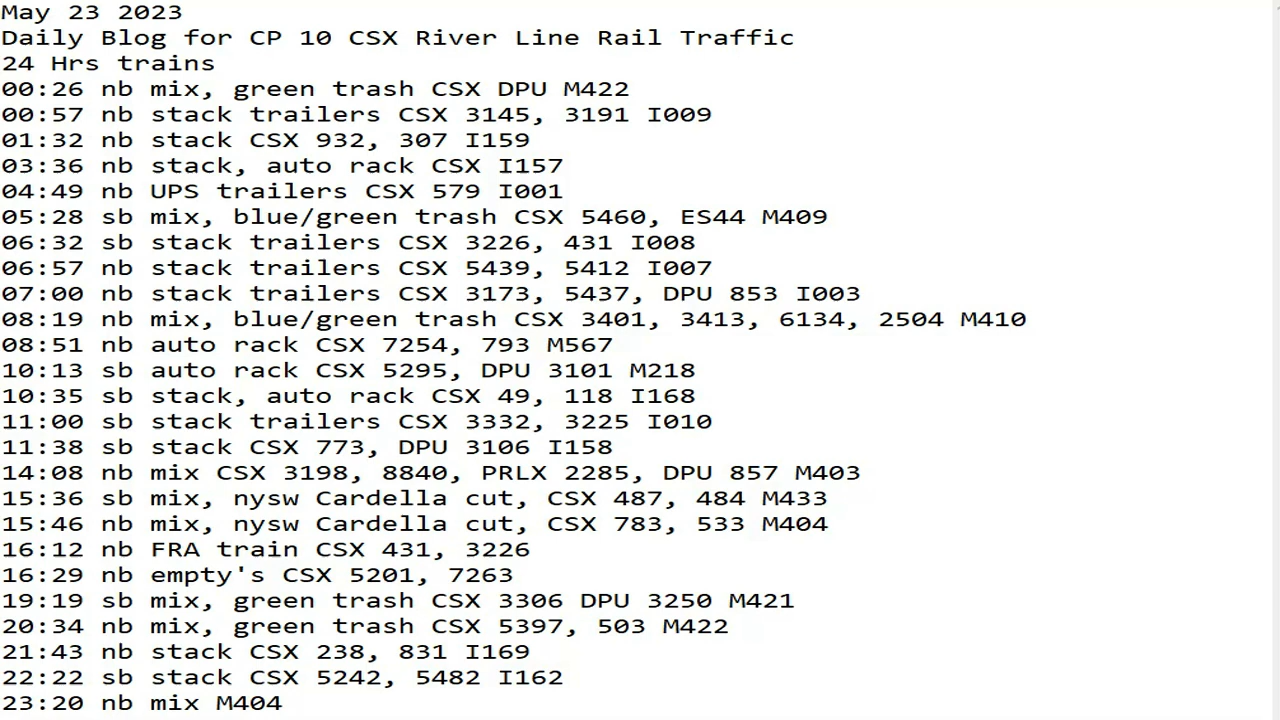 May 23 2023
Daily Blog for CP 10 CSX River Line Rail Traffic
24 Hrs trains
00:26 nb mix, green trash CSX DPU M422
00:57 nb stack trailers CSX 3145, 3191 I009
01:32 nb stack CSX 932, 307 I159
03:36 nb stack, auto rack CSX I157
04:49 nb UPS trailers CSX 579 I001
05:28 sb mix, blue/green trash CSX 5460, ES44 M409
06:32 sb stack trailers CSX 3226, 431 I008
06:57 nb stack trailers CSX 5439, 5412 I007
07:00 nb stack trailers CSX 3173, 5437, DPU 853 I003
08:19 nb mix, blue/green trash CSX 3401, 3413, 6134, 2504 M410
08:51 nb auto rack CSX 7254, 793 M567
10:13 sb auto rack CSX 5295, DPU 3101 M218
10:35 sb stack, auto rack CSX 49, 118 I168
11:00 sb stack trailers CSX 3332, 3225 I010
11:38 sb stack CSX 773, DPU 3106 I158
14:08 nb mix CSX 3198, 8840, PRLX 2285, DPU 857 M403
15:36 sb mix, nysw Cardella cut, CSX 487, 484 M433
15:46 nb mix, nysw Cardella cut, CSX 783, 533 M404
16:12 nb FRA train CSX 431, 3226
16:29 nb empty's CSX 5201, 7263
19:19 sb mix, green trash CSX 3306 DPU 3250 M421
20:34 nb mix, green trash CSX 5397, 503 M422
21:43 nb stack CSX 238, 831 I169
22:22 sb stack CSX 5242, 5482 I162
23:20 nb mix M404